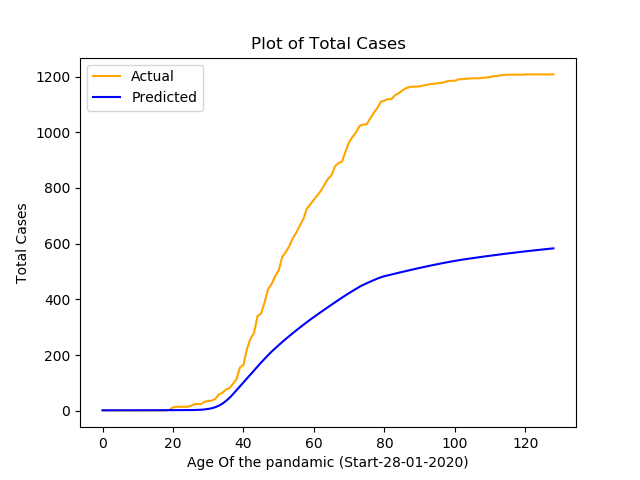 Plot of Total Cases
Actual
Predicted
1200
1000
800
600
400
200
0
Total Cases
0 20 40 60 80 100 120
Age Of the pandamic (Start-28-01-2020)